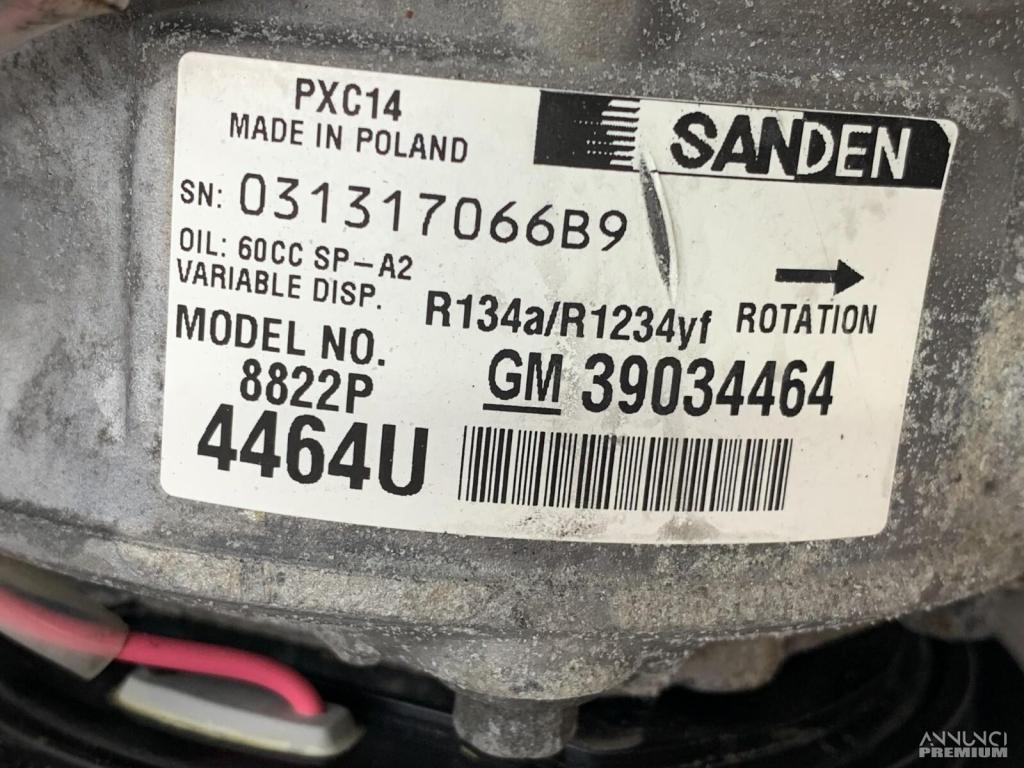 PXC14
MADE IN POLAND
SANDEN
SN: 031317066B9
OIL: 60CC SP-A2
VARIABLE DISP.
R134a/R1234yf
ROTATION
MODEL NO.
8822P
GM 39034464
4464U
ANNUNCI
PREMIUM